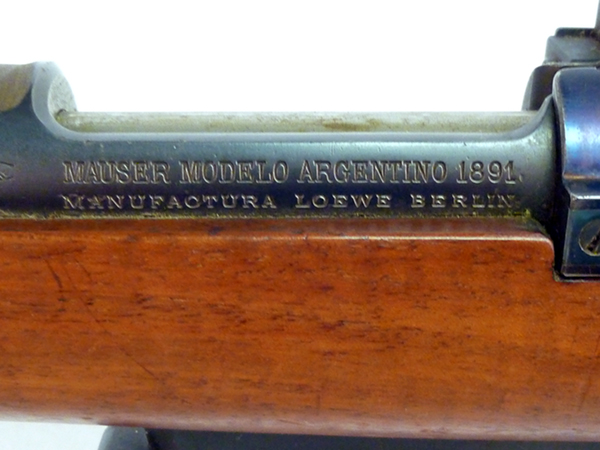 MAUSER MODELO ARGENTINO 1891.
MANUFACTURA LOEWE BERLIN.